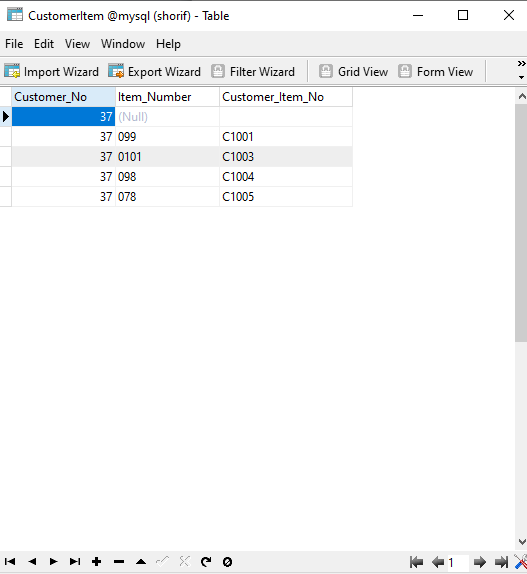 CustomerItem @mysql (shorif) - Table
File Edit View Window Help
Import Wizard Export Wizard Filter Wizard Grid View Form View
Customer_No Item_Number Customer_Item_No
37 (Null)
37 099 C1001
37 0101 C1003
37 098 C1004
37 078 C1005
1